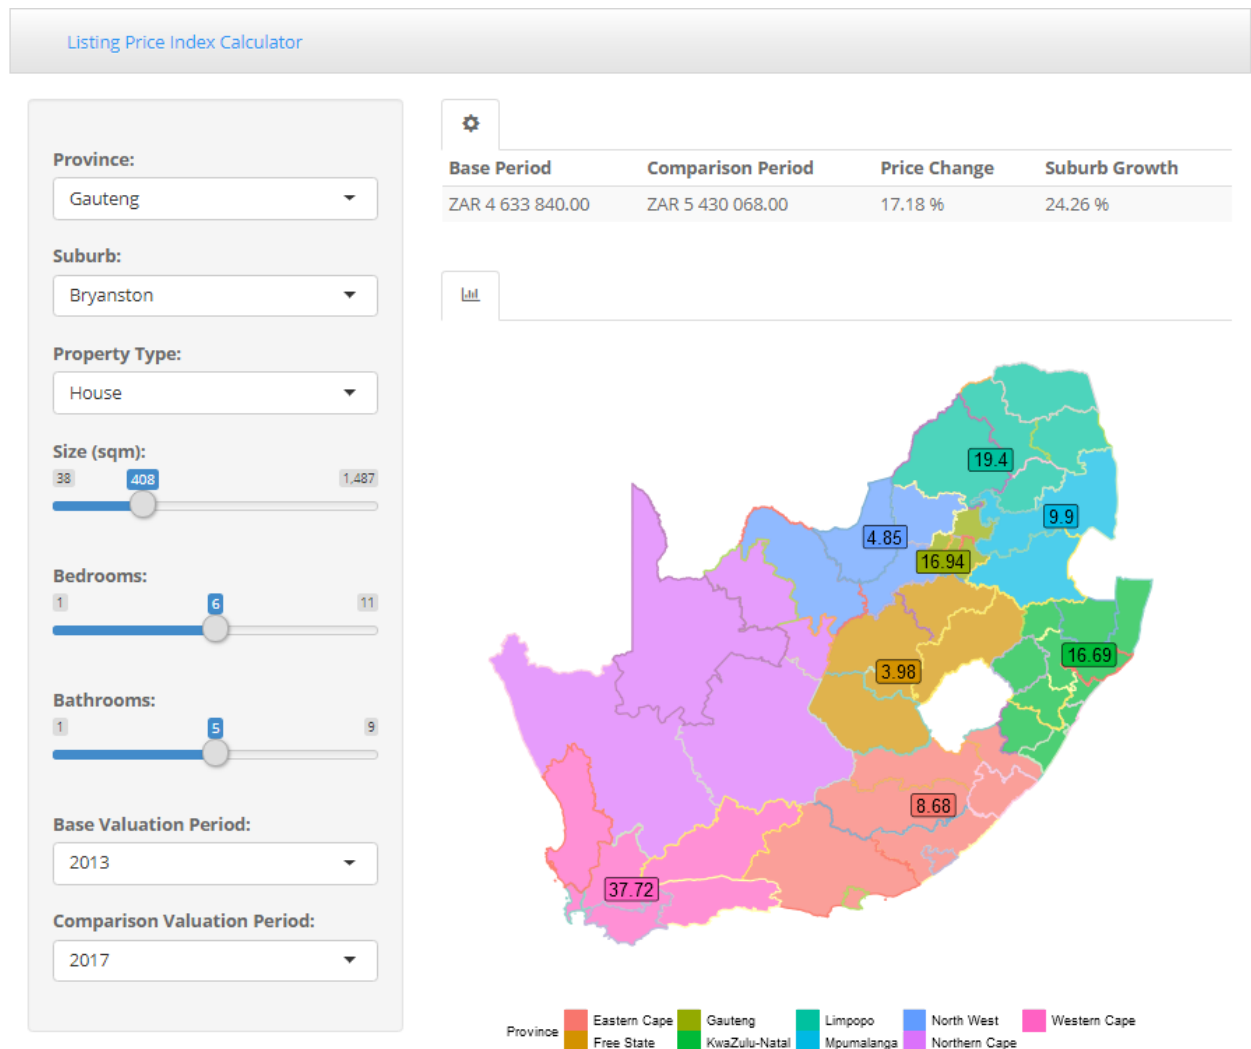 Listing Price Index Calculator
Province:
Gauteng
Suburb:
Bryanston
Property Type:
House
Size (sqm):
38 408 1,487
Bedrooms:
1 6 11
Bathrooms:
1 5 9
Base Valuation Period:
2013
Comparison Valuation Period:
2017
Base Period Comparison Period Price Change Suburb Growth
ZAR 4 633 840.00 ZAR 5 430 068.00 17.18 % 24.26 %
19.4
9.9
4.85
16.94
16.69
3.98
8.68
37.72
Province Eastern Cape Gauteng Limpopo North West Western Cape
Free State KwaZulu-Natal Mpumalanga Northern Cape